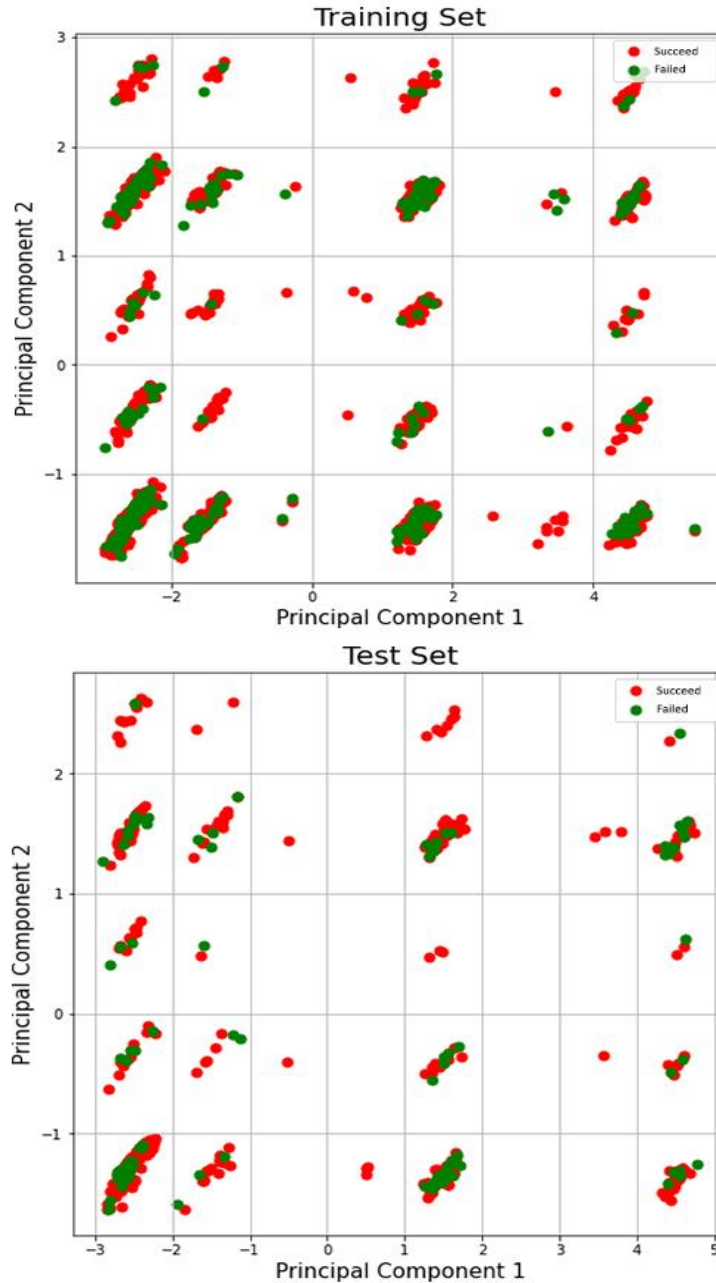 Training Set
3
2
1
0
−1
Principal Component 2
Succeed
Failed
−2
0
2
4
Principal Component 1
Test Set
2
1
0
−1
Principal Component 2
Succeed
Failed
−3
−2
−1
0
1
2
3
4
5
Principal Component 1